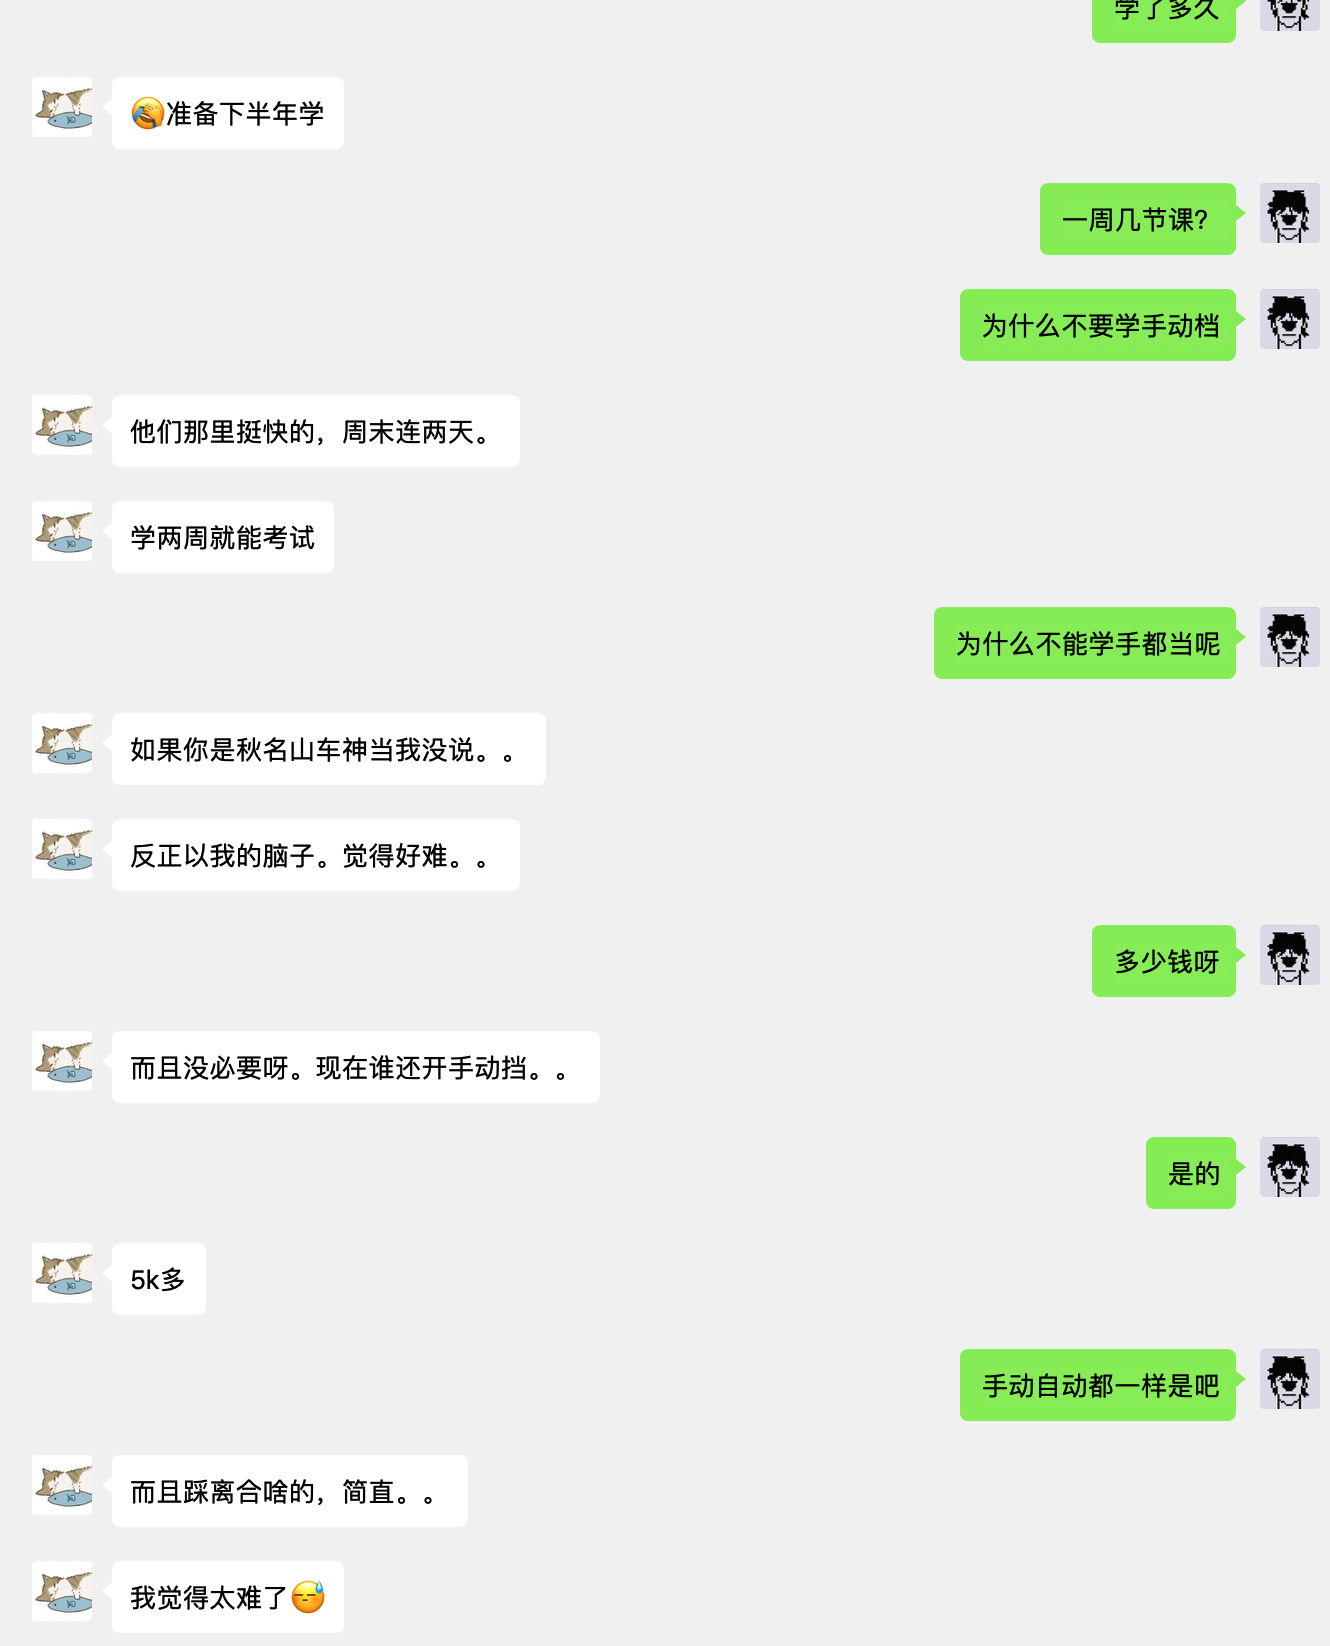 学了多久
🤣准备下半年学
一周几节课?
为什么不要学手动档
他们那里挺快的，周末连两天。
学两周就能考试
为什么不能学手都当呢
如果你是秋名山车神当我没说。。
反正以我的脑子。觉得好难。。
多少钱呀
而且没必要呀。现在谁还开手动挡。。
是的
5k多
手动自动都一样是吧
而且踩离合啥的，简直。。
我觉得太难了😓